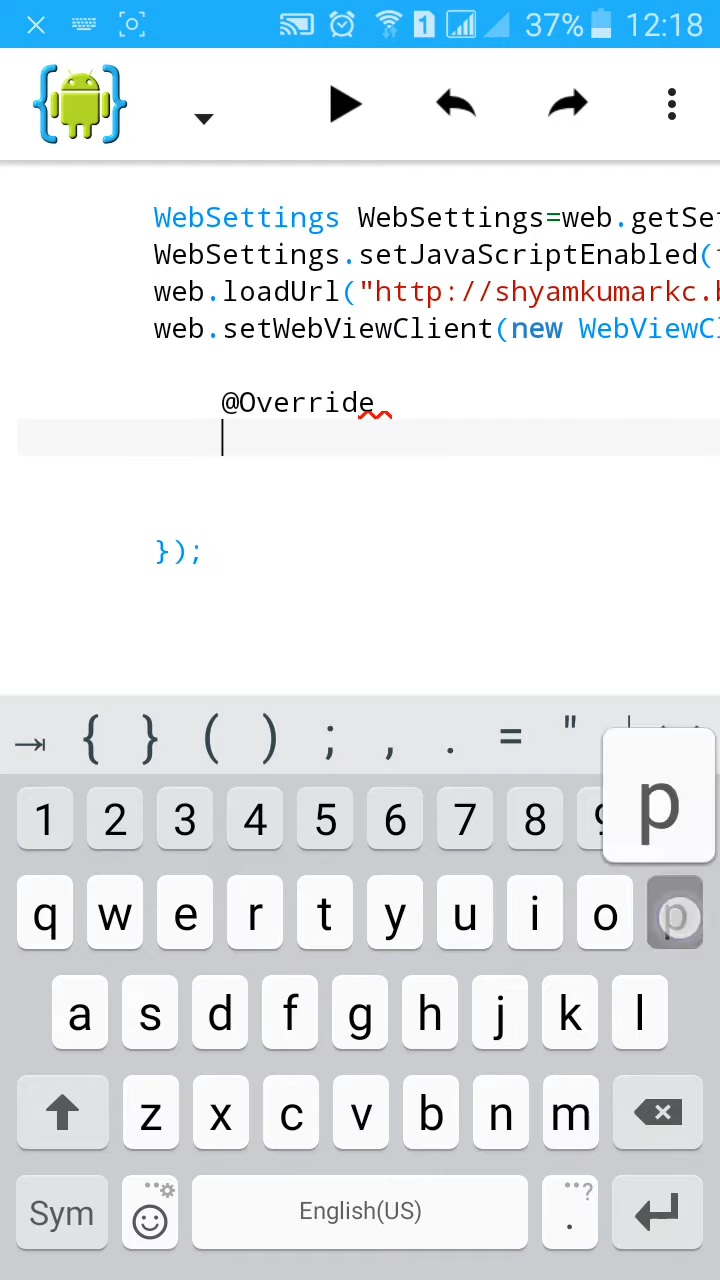 1 37% 12:18
WebSettings WebSettings=web.getSe
WebSettings.setJavaScriptEnabled(
web.loadUrl("http://shyamkumarkc.b
web.setWebViewClient(new WebViewCl
@Override
});
{ } ( ) ; , . = "
p
1 2 3 4 5 6 7 8 9
q w e r t y u i o p
a s d f g h j k l
z x c v b n m
Sym English(US) . ?